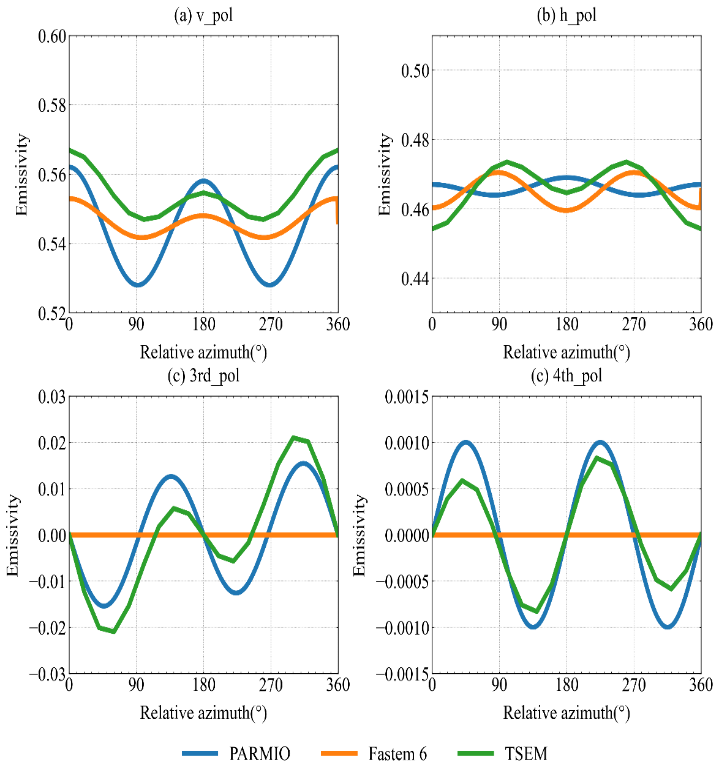 (a) v_pol
(b) h_pol
0.60
0.58
0.56
0.54
0.52
Emissivity
0 90 180 270 360
Relative azimuth(°)
0.50
0.48
0.46
0.44
Emissivity
0 90 180 270 360
Relative azimuth(°)
(c) 3rd_pol
(c) 4th_pol
0.03
0.02
0.01
0.00
−0.01
−0.02
−0.03
Emissivity
0 90 180 270 360
Relative azimuth(°)
0.0015
0.0010
0.0005
0.0000
−0.0005
−0.0010
−0.0015
Emissivity
0 90 180 270 360
Relative azimuth(°)
PARMIO Fastem 6 TSEM